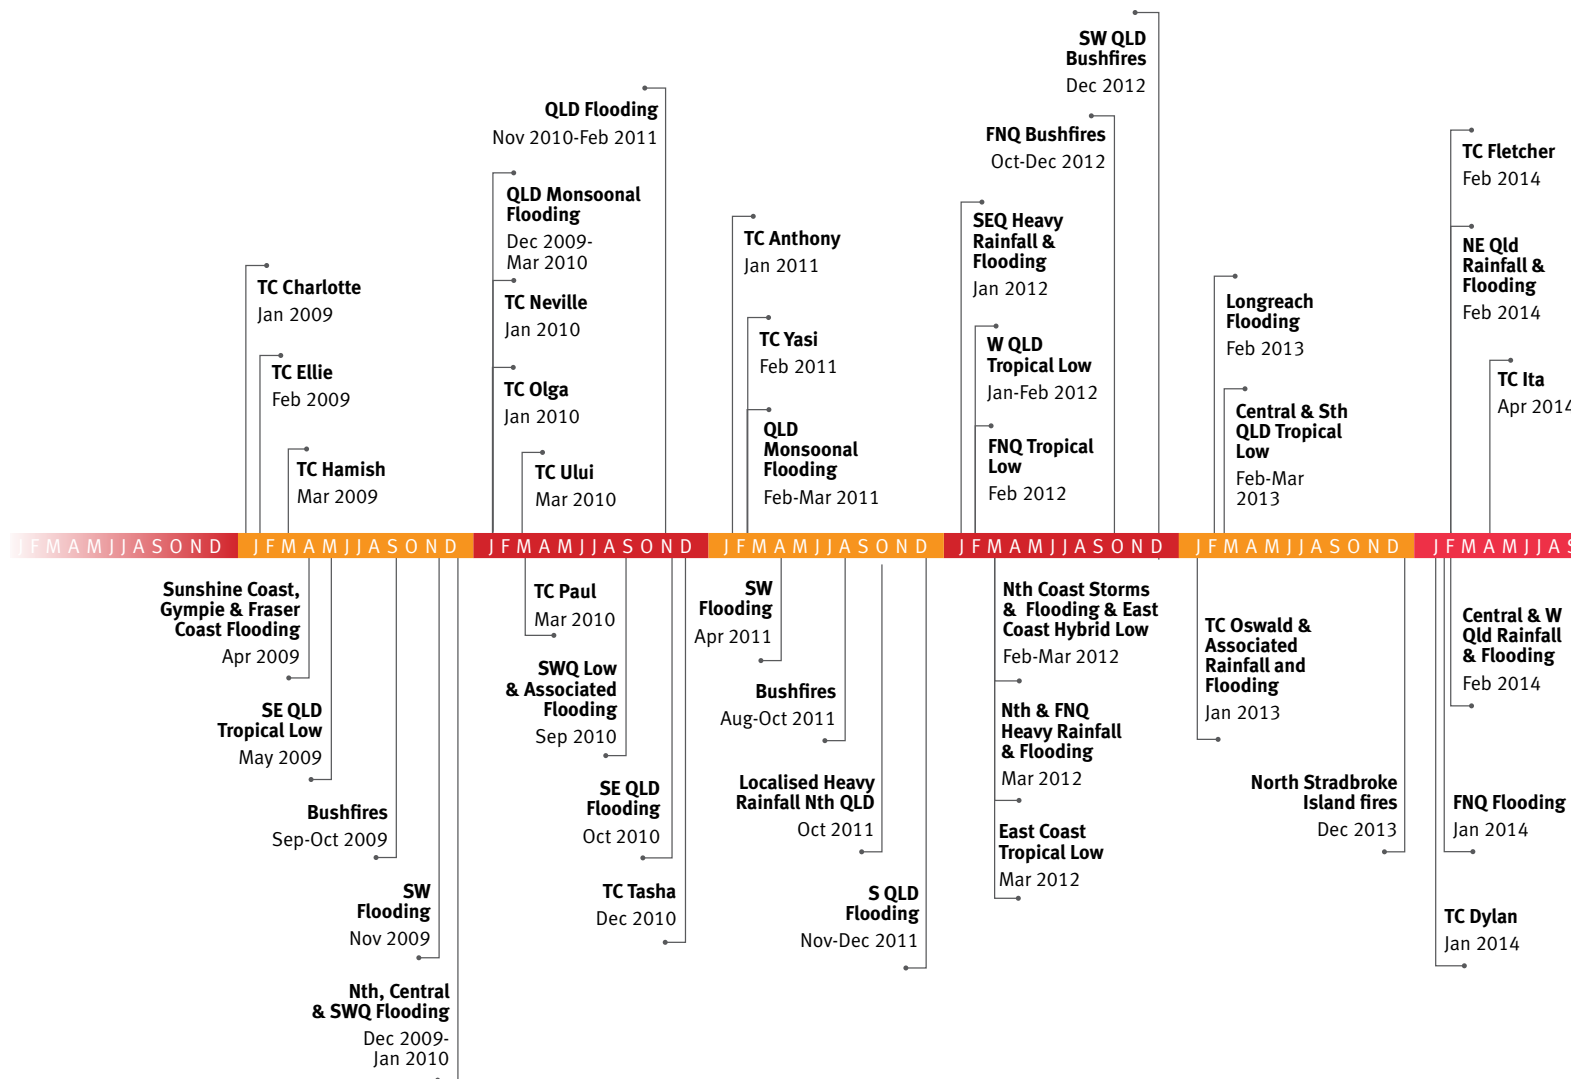 SW QLD
Bushfires
Dec 2012
QLD Flooding
Nov 2010-Feb 2011
FNQ Bushfires
Oct-Dec 2012
TC Fletcher
Feb 2014
QLD Monsoonal
Flooding
Dec 2009-
Mar 2010
TC Anthony
Jan 2011
SEQ Heavy
Rainfall &
Flooding
Jan 2012
NE Qld
Rainfall &
Flooding
Feb 2014
TC Charlotte
Jan 2009
TC Neville
Jan 2010
Longreach
Flooding
Feb 2013
TC Ellie
Feb 2009
TC Olga
Jan 2010
TC Yasi
Feb 2011
W QLD
Tropical Low
Jan-Feb 2012
TC Ita
Apr 2014
TC Hamish
Mar 2009
TC Ului
Mar 2010
QLD
Monsoonal
Flooding
Feb-Mar 2011
FNQ Tropical
Low
Feb 2012
Central & Sth
QLD Tropical
Low
Feb-Mar
2013
J F M A M J J A S O N D J F M A M J J A S O N D J F M A M J J A S O N D J F M A M J J A S O N D J F M A M J J A S O N D J F M A M J J A S O N D J F M A M J J A S
Sunshine Coast,
Gympie & Fraser
Coast Flooding
Apr 2009
TC Paul
Mar 2010
SW
Flooding
Apr 2011
Nth Coast Storms
& Flooding & East
Coast Hybrid Low
Feb-Mar 2012
TC Oswald &
Associated
Rainfall and
Flooding
Jan 2013
Central & W
Qld Rainfall
& Flooding
Feb 2014
SE QLD
Tropical Low
May 2009
SWQ Low
& Associated
Flooding
Sep 2010
Bushfires
Aug-Oct 2011
Nth & FNQ
Heavy Rainfall
& Flooding
Mar 2012
Bushfires
Sep-Oct 2009
SE QLD
Flooding
Oct 2010
Localised Heavy
Rainfall Nth QLD
Oct 2011
East Coast
Tropical Low
Mar 2012
North Stradbroke
Island fires
Dec 2013
FNQ Flooding
Jan 2014
SW
Flooding
Nov 2009
TC Tasha
Dec 2010
S QLD
Flooding
Nov-Dec 2011
TC Dylan
Jan 2014
Nth, Central
& SWQ Flooding
Dec 2009-
Jan 2010